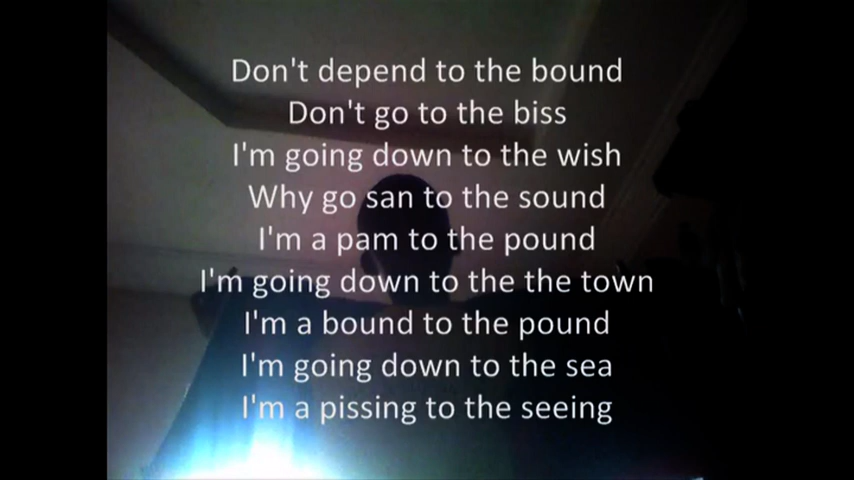 Don't depend to the bound
Don't go to the biss
I'm going down to the wish
Why go san to the sound
I'm a pam to the pound
I'm going down to the the town
I'm a bound to the pound
I'm going down to the sea
I'm a pissing to the seeing